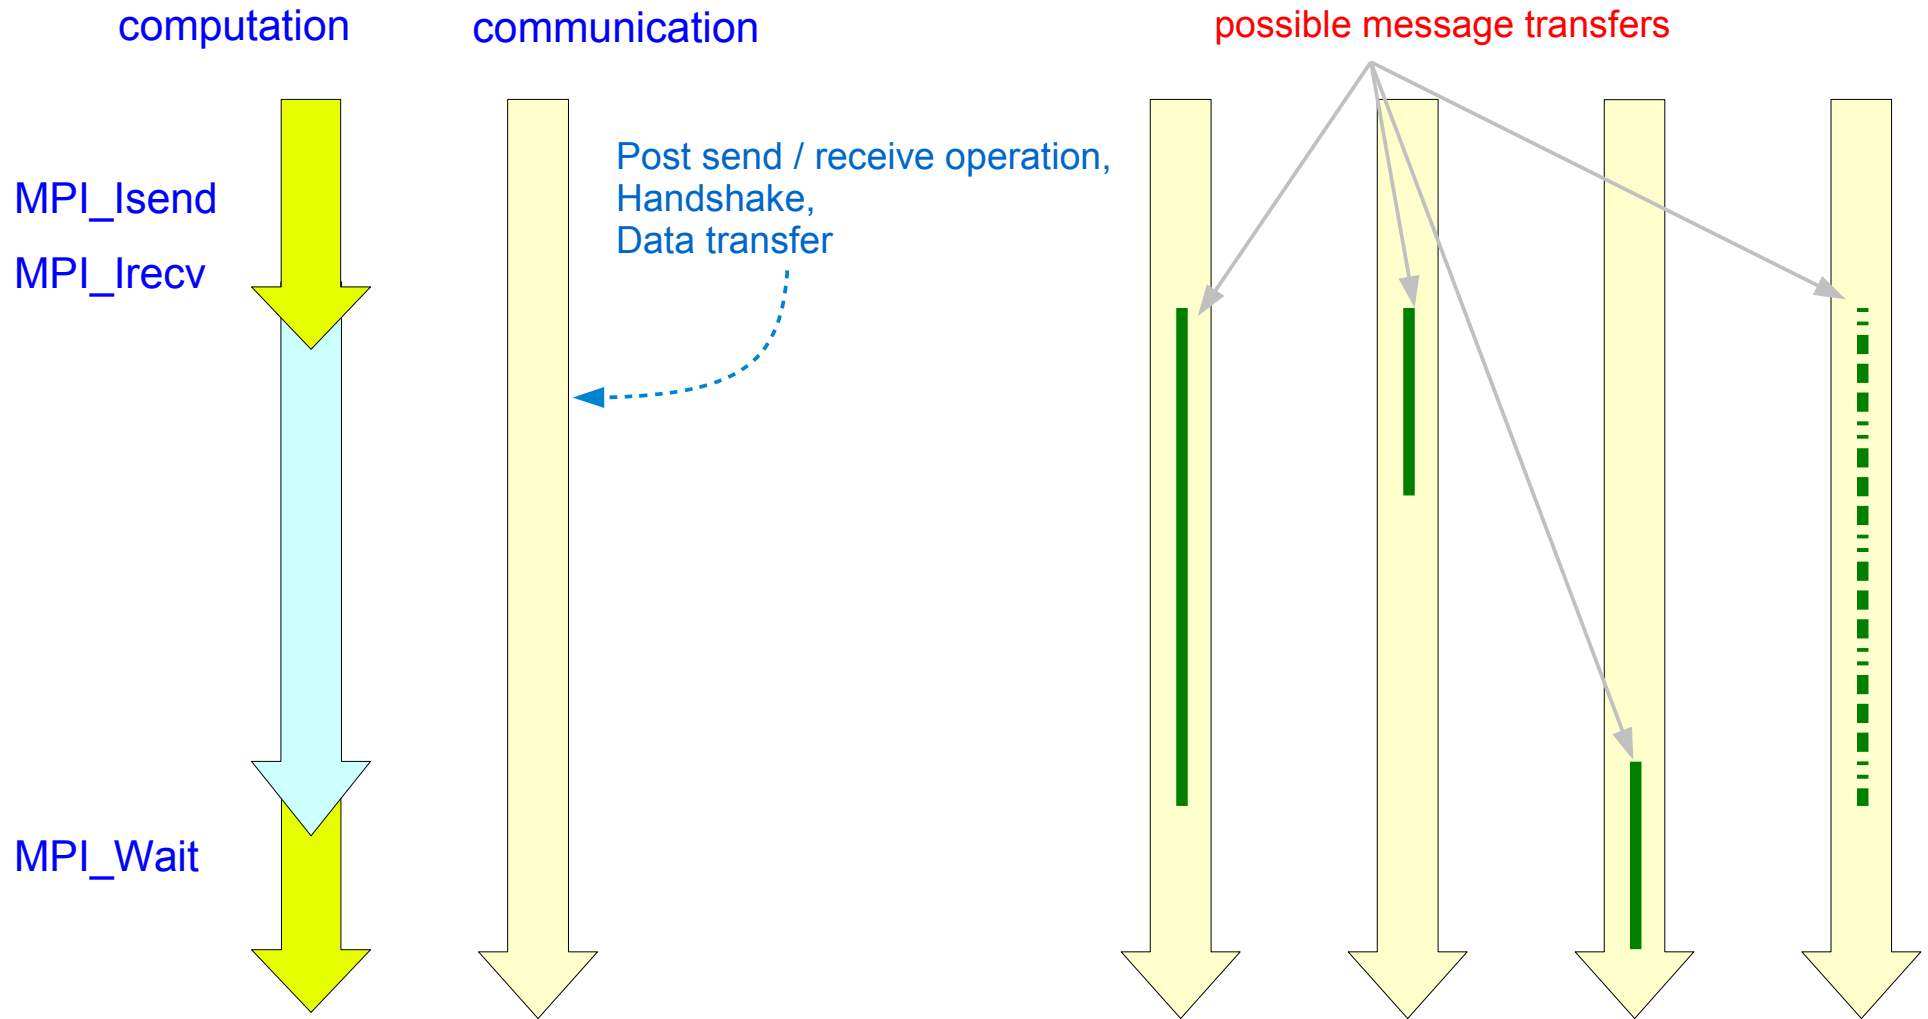 computation
communication
possible message transfers
Post send / receive operation,
Handshake,
Data transfer
MPI_Isend
MPI_Irecv
MPI_Wait